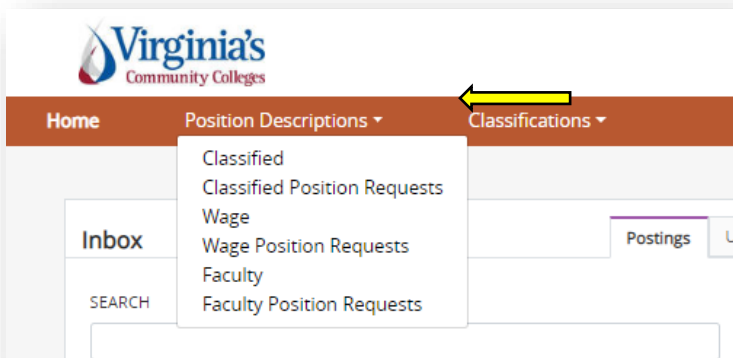 Virginia's
Community Colleges
Home Position Descriptions Classifications
Classified
Classified Position Requests
Wage
Wage Position Requests
Faculty
Faculty Position Requests
Inbox
Postings
SEARCH